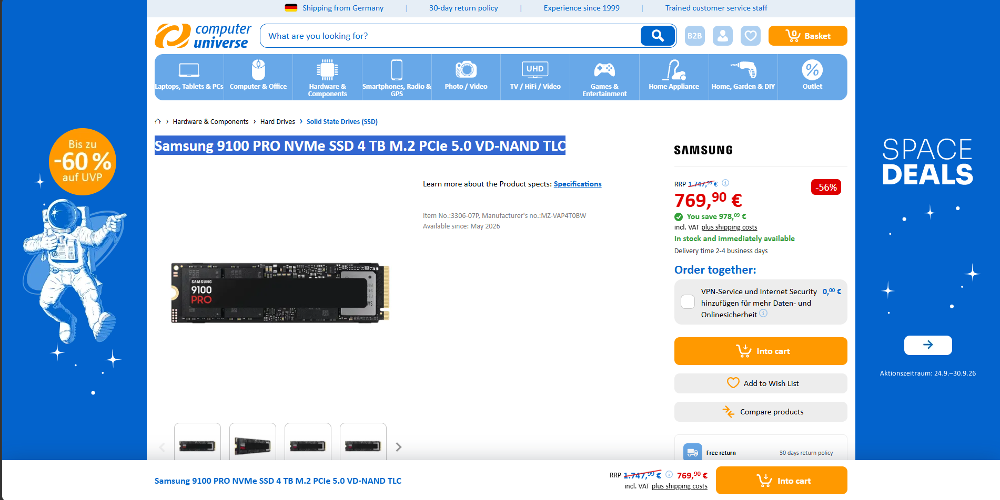 Shipping from Germany
30-day return policy
Experience since 1999
Trained customer service staff
computer
universe
What are you looking for?
B2B
0
Basket
Laptops, Tablets & PCs
Computer & Office
Hardware &
Components
Smartphones, Radio &
GPS
Photo / Video
UHD
TV / HiFi / Video
Games &
Entertainment
Home Appliance
Home, Garden & DIY
%
Outlet
Hardware & Components › Hard Drives › Solid State Drives (SSD)
Samsung 9100 PRO NVMe SSD 4 TB M.2 PCIe 5.0 VD-NAND TLC
Learn more about the Product spects: Specifications
Item No.:3306-07P, Manufacturer's no.:MZ-VAP4T0BW
Available since: May 2026
SAMSUNG
9100
PRO
SAMSUNG
RRP 1.747,99 €
-56%
769,90 €
You save 978,09 €
incl. VAT plus shipping costs
In stock and immediately available
Delivery time 2-4 business days
Order together:
VPN-Service und Internet Security 0,00 €
hinzufügen für mehr Daten- und
Onlinesicherheit
Into cart
Add to Wish List
Compare products
Free return
30 days return policy
Bis zu
-60 %
auf UVP
SPACE
DEALS
Aktionszeitraum: 24.9.–30.9.26
Samsung 9100 PRO NVMe SSD 4 TB M.2 PCIe 5.0 VD-NAND TLC
RRP 1.747,99 € 769,90 €
incl. VAT plus shipping costs
Into cart